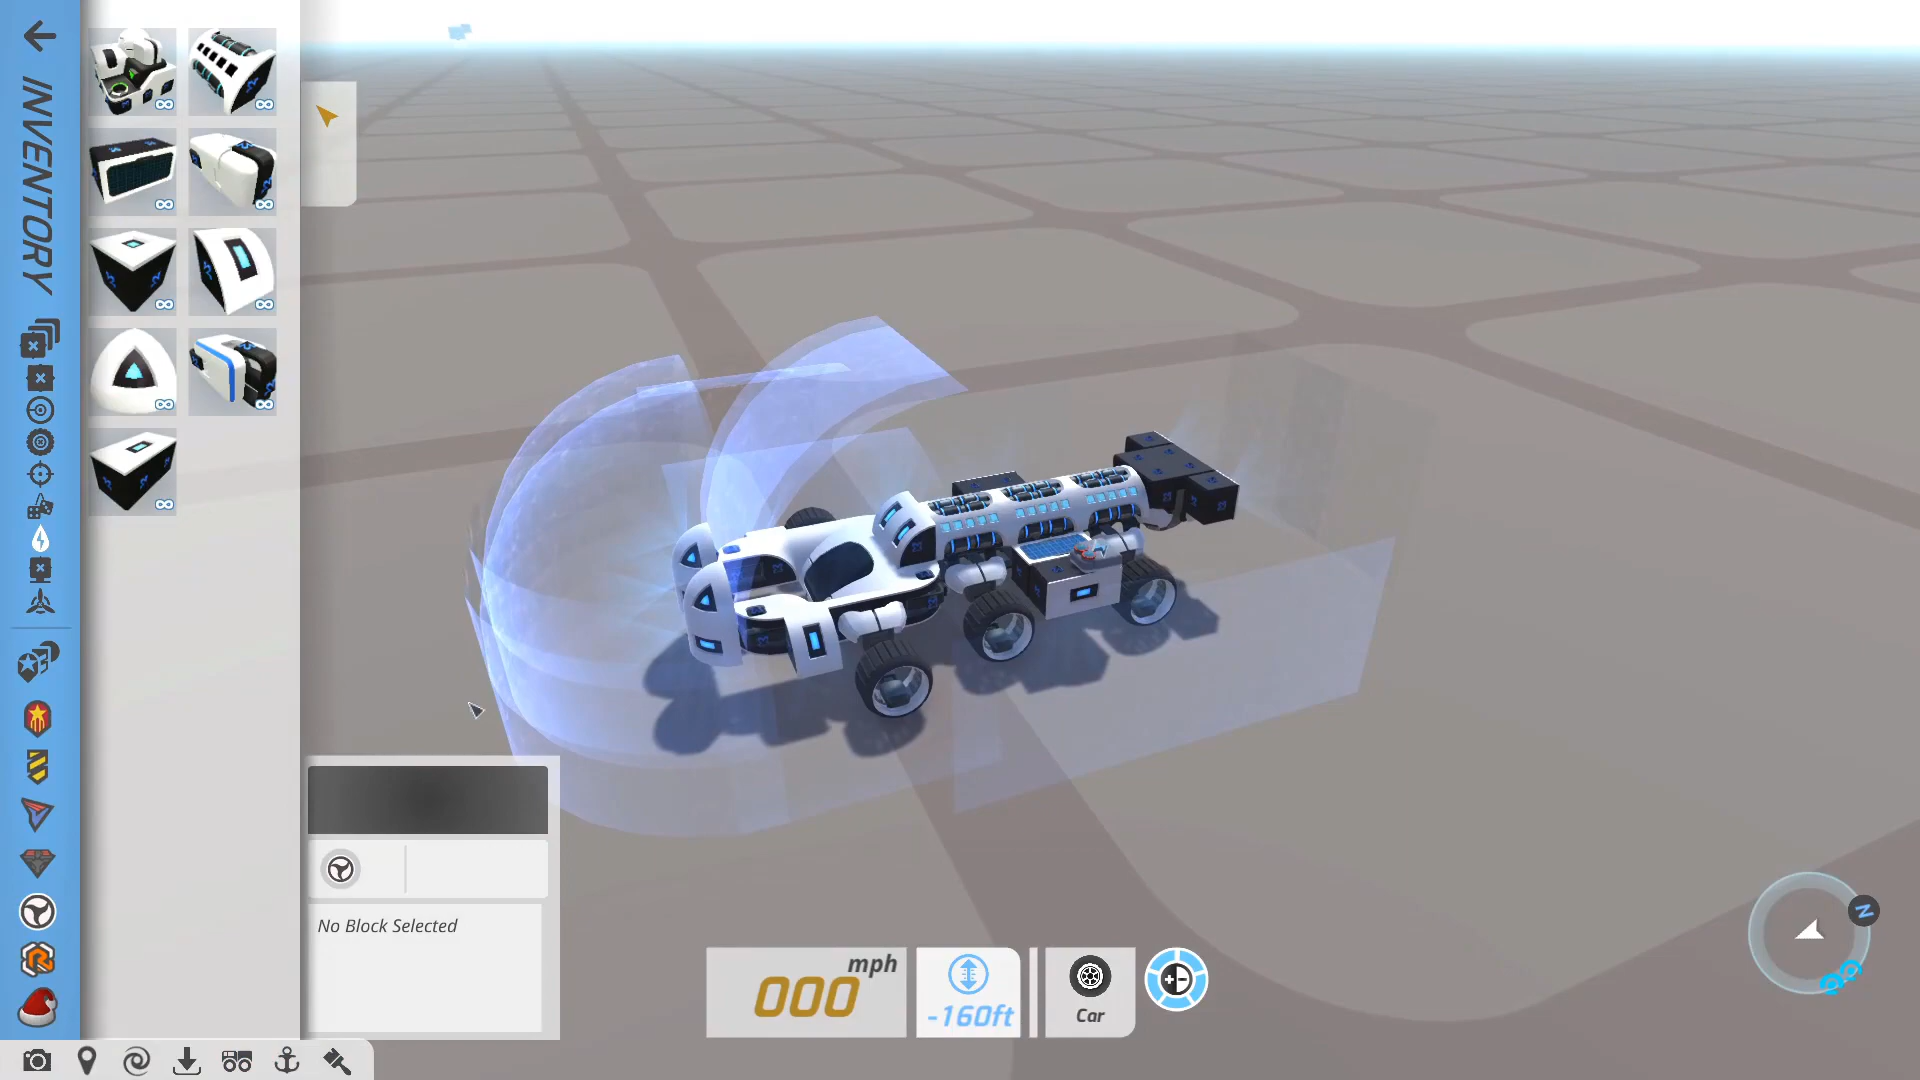 INVENTORY
No Block Selected
mph
000
-160ft
Car
N